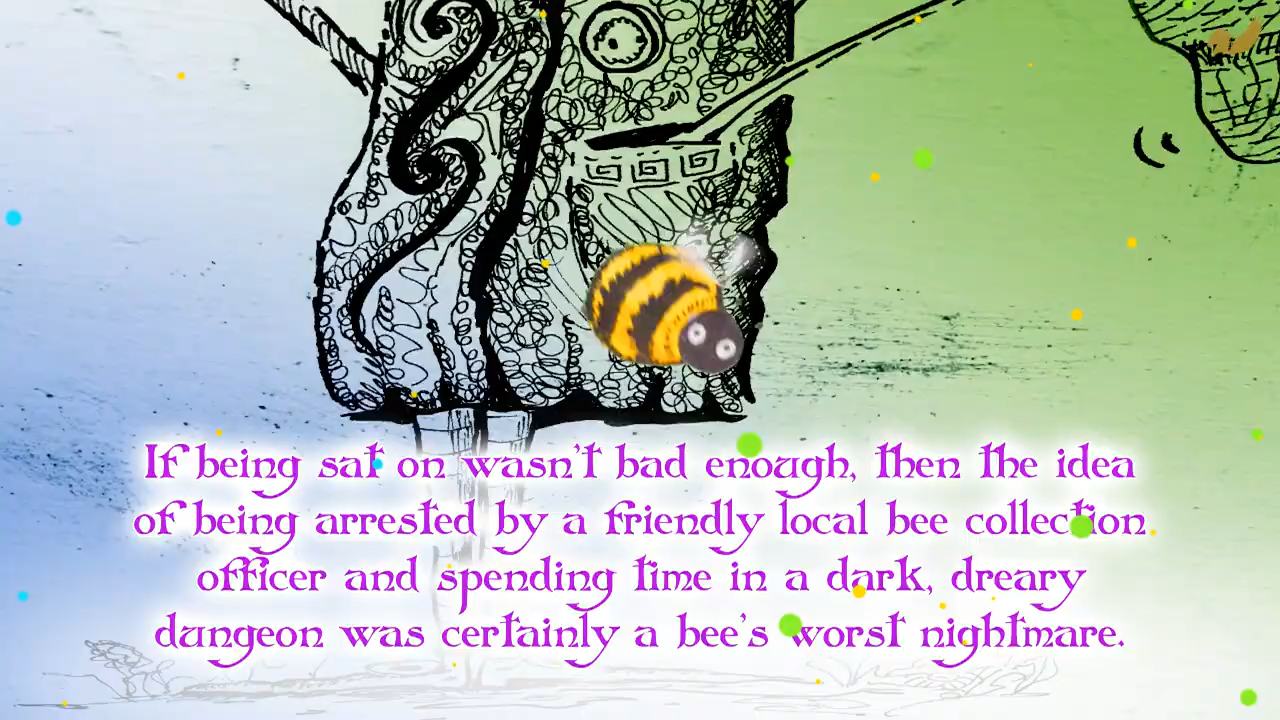 If being sat on wasn't bad enough, then the idea
of being arrested by a friendly local bee collection
officer and spending time in a dark, dreary
dungeon was certainly a bee's worst nightmare.